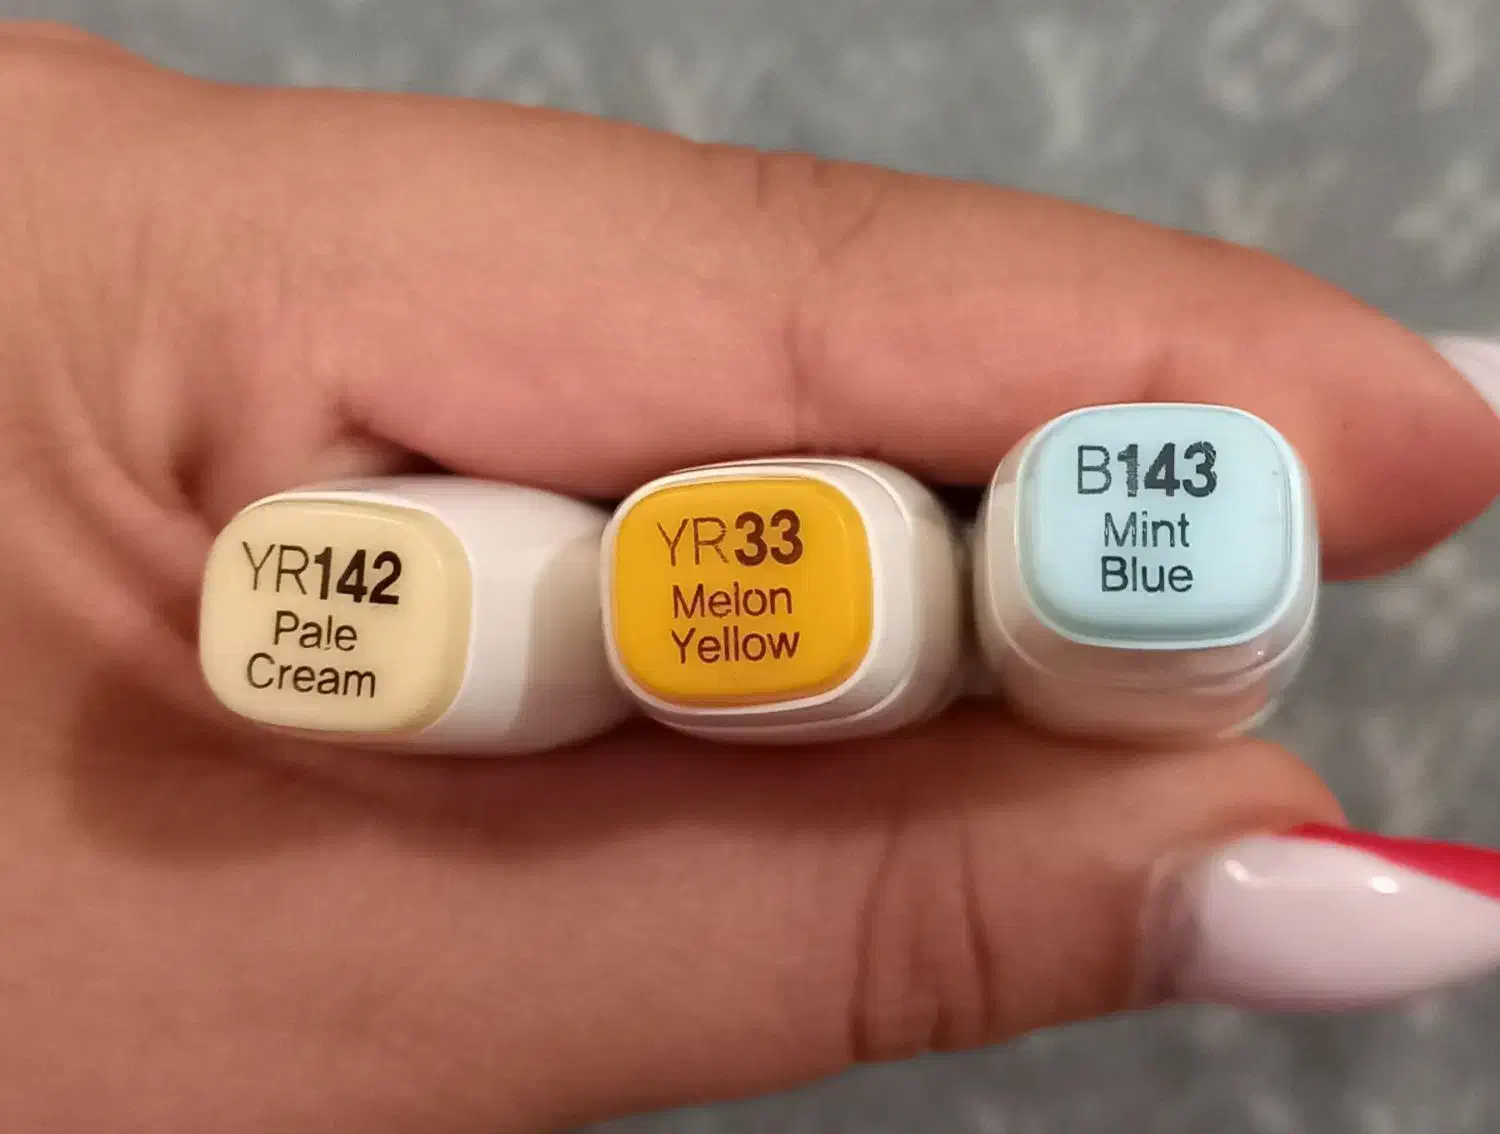 YR142
Pale
Cream
YR33
Melon
Yellow
B143
Mint
Blue